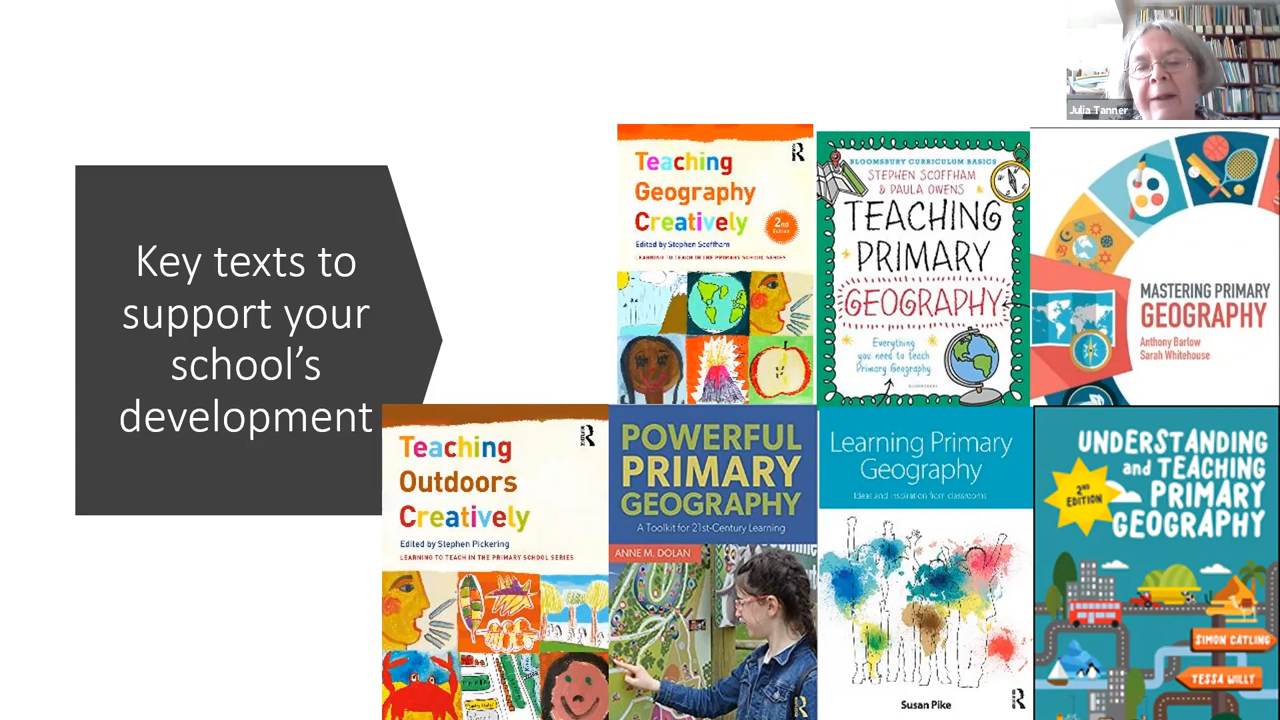 Julia Tanner
Key texts to
support your
school's
development
Teaching
Geography
Creatively
2nd
Edition
Edited by Stephen Scoffham
LEARNING TO TEACH IN THE PRIMARY SCHOOL SERIES
BLOOMSBURY CURRICULUM BASICS
STEPHEN SCOFFHAM
& PAULA OWENS
TEACHING
PRIMARY
GEOGRAPHY
Everything
you need to teach
Primary Geography
BLOOMSBURY
MASTERING PRIMARY
GEOGRAPHY
Anthony Barlow
Sarah Whitehouse
Teaching
Outdoors
Creatively
Edited by Stephen Pickering
LEARNING TO TEACH IN THE PRIMARY SCHOOL SERIES
POWERFUL
PRIMARY
GEOGRAPHY
A Toolkit for 21st-Century Learning
ANNE M. DOLAN
Learning Primary
Geography
Ideas and inspiration from classrooms
Susan Pike
UNDERSTANDING
and TEACHING
PRIMARY
GEOGRAPHY
2ND
EDITION
SIMON CATLING
TESSA WILLY